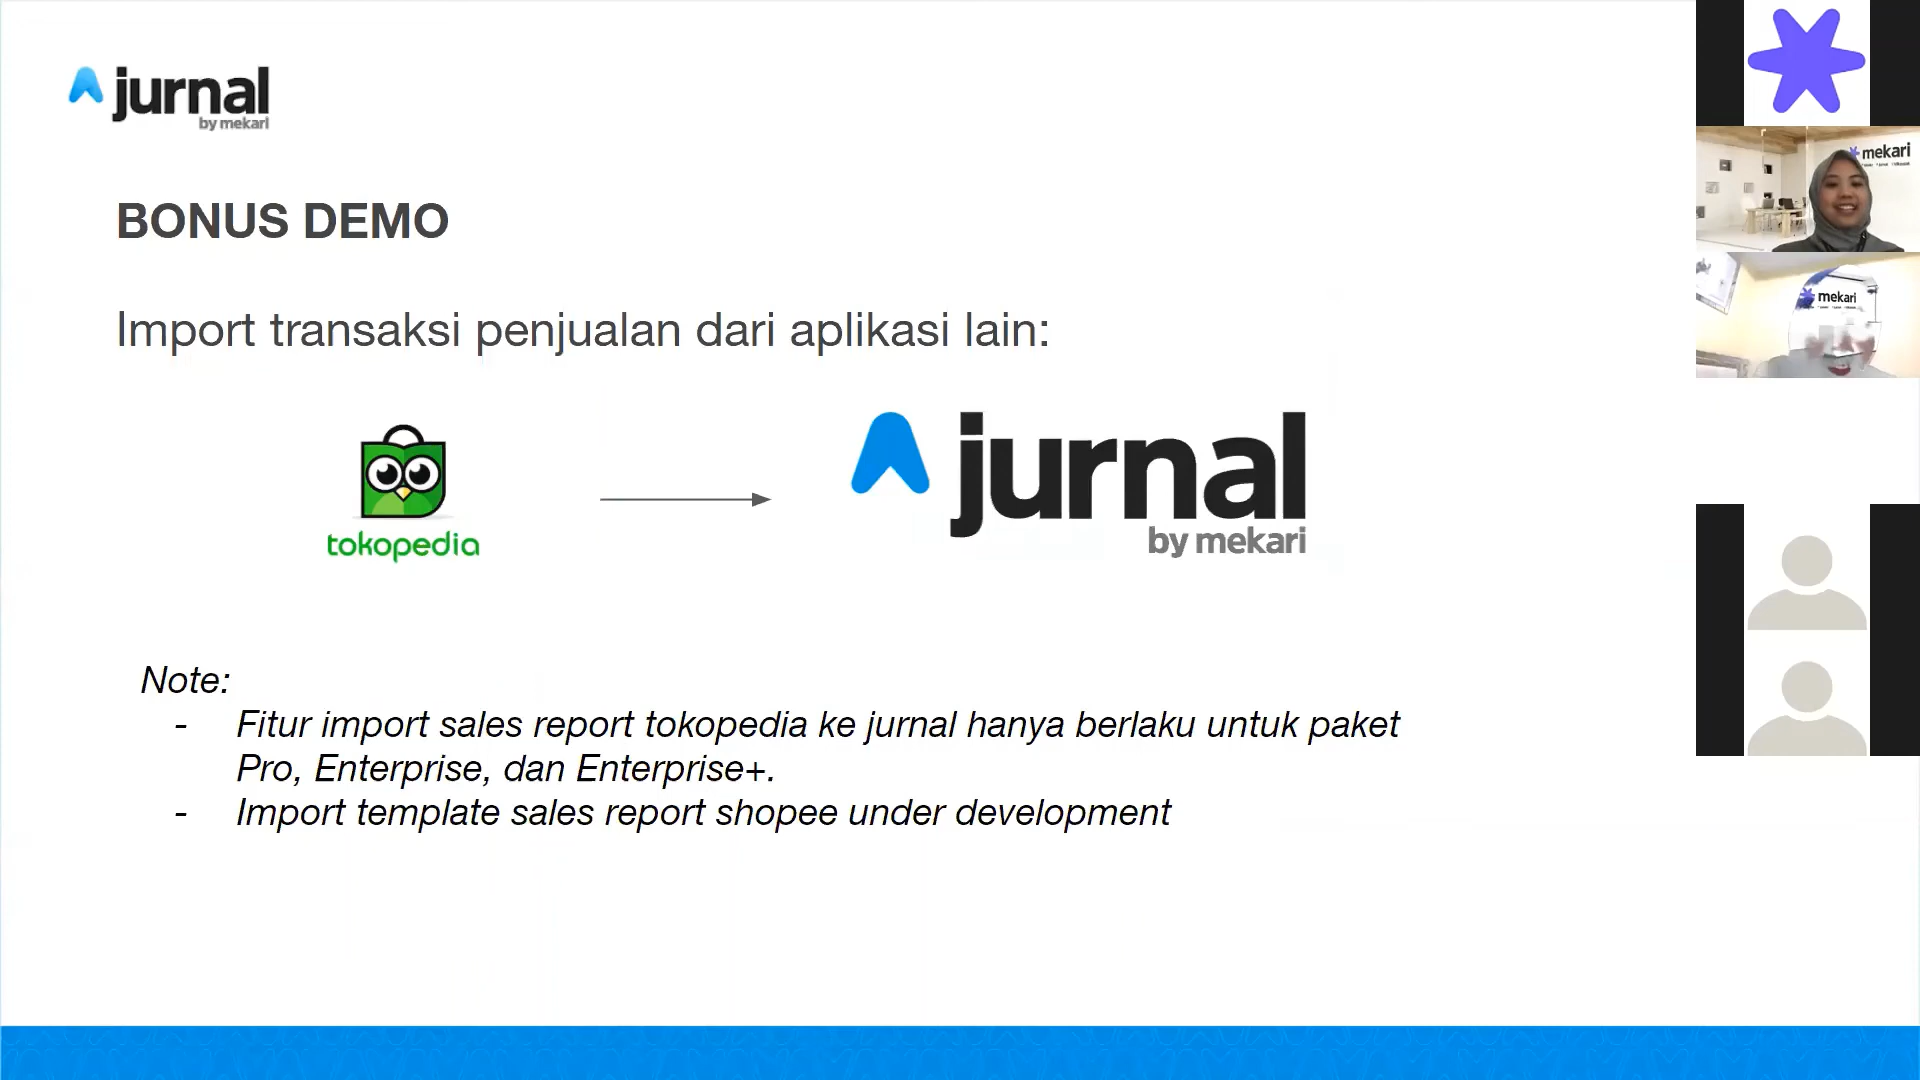 jurnal
by mekari
BONUS DEMO
Import transaksi penjualan dari aplikasi lain:
tokopedia
jurnal
by mekari
Note:
- Fitur import sales report tokopedia ke jurnal hanya berlaku untuk paket
Pro, Enterprise, dan Enterprise+.
- Import template sales report shopee under development
mekari
mekari